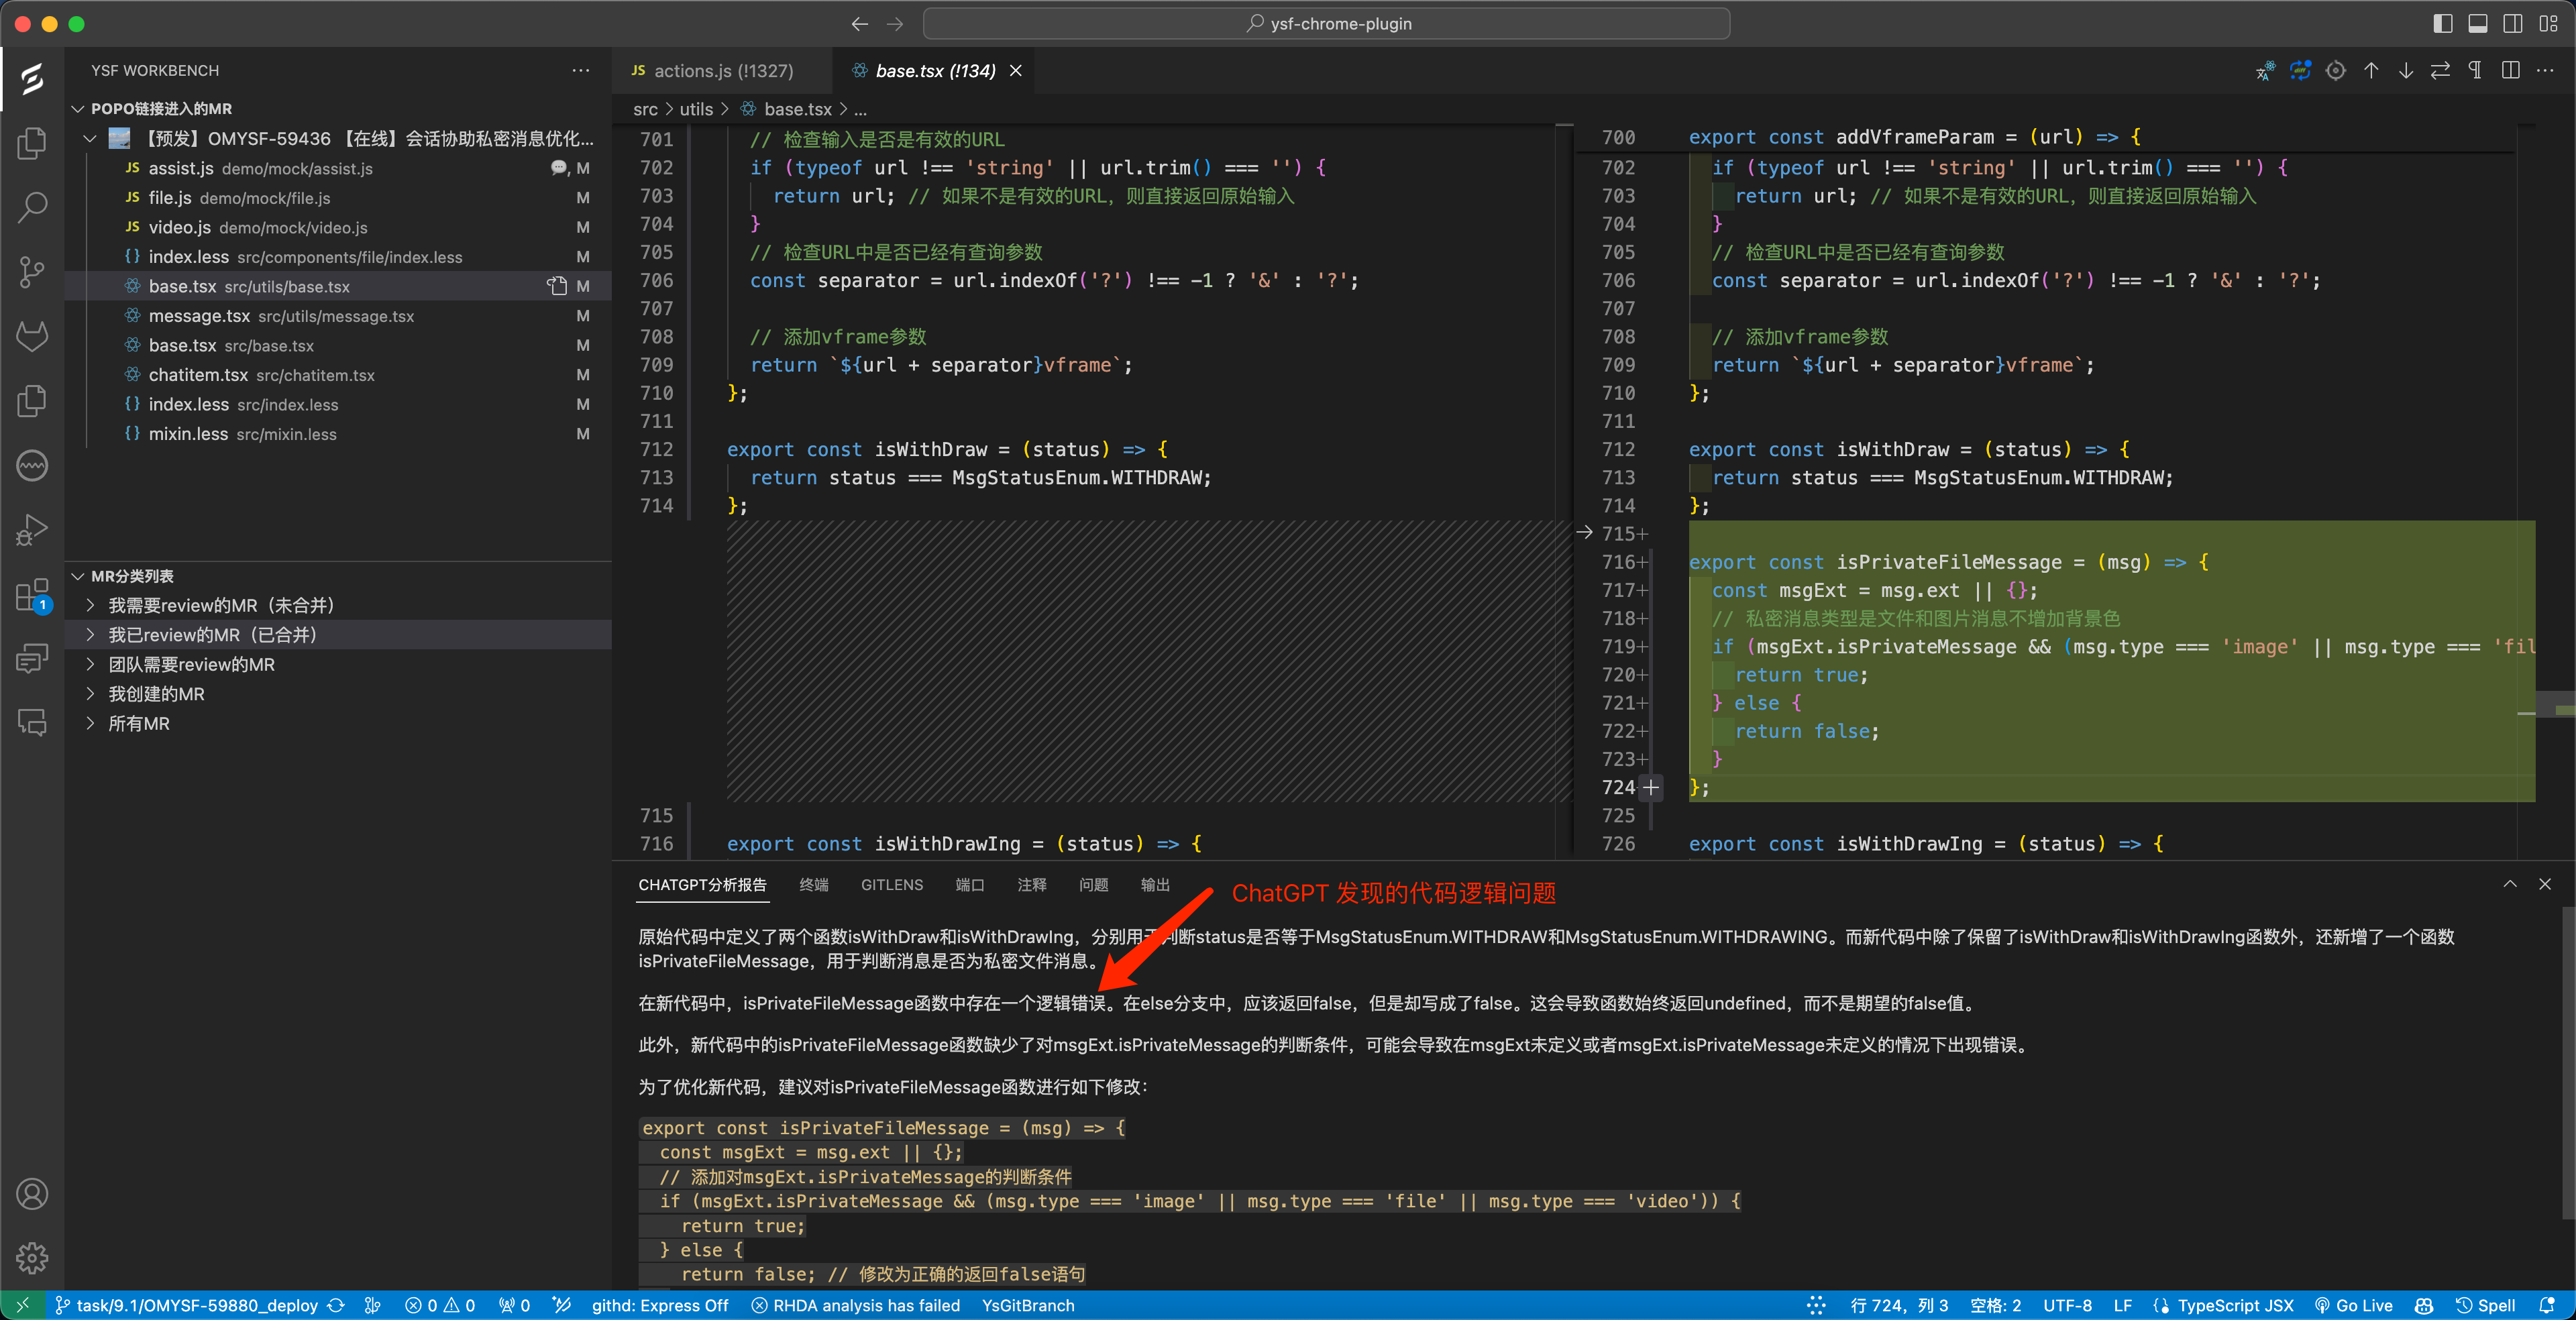 ysf-chrome-plugin
YSF WORKBENCH
POPO链接进入的MR
【预发】OMYSF-59436 【在线】会话协助私密消息优化...
JS assist.js demo/mock/assist.js , M
JS file.js demo/mock/file.js M
JS video.js demo/mock/video.js M
{} index.less src/components/file/index.less M
base.tsx src/utils/base.tsx M
message.tsx src/utils/message.tsx M
base.tsx src/base.tsx M
chatitem.tsx src/chatitem.tsx M
{} index.less src/index.less M
{} mixin.less src/mixin.less M
MR分类列表
我需要review的MR（未合并）
我已review的MR（已合并）
团队需要review的MR
我创建的MR
所有MR
1
JS actions.js (!1327)
base.tsx (!134)
src > utils > base.tsx > ...
701 // 检查输入是否是有效的URL
702 if (typeof url !== 'string' || url.trim() === '') {
703 return url; // 如果不是有效的URL，则直接返回原始输入
704 }
705 // 检查URL中是否已经有查询参数
706 const separator = url.indexOf('?') !== -1 ? '&' : '?';
707
708 // 添加vframe参数
709 return `${url + separator}vframe`;
710 };
711
712 export const isWithDraw = (status) => {
713 return status === MsgStatusEnum.WITHDRAW;
714 };
715
716 export const isWithDrawIng = (status) => {
700 export const addVframeParam = (url) => {
702 if (typeof url !== 'string' || url.trim() === '') {
703 return url; // 如果不是有效的URL，则直接返回原始输入
704 }
705 // 检查URL中是否已经有查询参数
706 const separator = url.indexOf('?') !== -1 ? '&' : '?';
707
708 // 添加vframe参数
709 return `${url + separator}vframe`;
710 };
711
712 export const isWithDraw = (status) => {
713 return status === MsgStatusEnum.WITHDRAW;
714 };
715+
716+ export const isPrivateFileMessage = (msg) => {
717+ const msgExt = msg.ext || {};
718+ // 私密消息类型是文件和图片消息不增加背景色
719+ if (msgExt.isPrivateMessage && (msg.type === 'image' || msg.type === 'fil
720+ return true;
721+ } else {
722+ return false;
723+ }
724 + };
725
726 export const isWithDrawIng = (status) => {
CHATGPT分析报告 终端 GITLENS 端口 注释 问题 输出
ChatGPT 发现的代码逻辑问题
原始代码中定义了两个函数isWithDraw和isWithDrawIng，分别用于判断status是否等于MsgStatusEnum.WITHDRAW和MsgStatusEnum.WITHDRAWING。而新代码中除了保留了isWithDraw和isWithDrawIng函数外，还新增了一个函数
isPrivateFileMessage，用于判断消息是否为私密文件消息。
在新代码中，isPrivateFileMessage函数中存在一个逻辑错误。在else分支中，应该返回false，但是却写成了false。这会导致函数始终返回undefined，而不是期望的false值。
此外，新代码中的isPrivateFileMessage函数缺少了对msgExt.isPrivateMessage的判断条件，可能会导致在msgExt未定义或者msgExt.isPrivateMessage未定义的情况下出现错误。
为了优化新代码，建议对isPrivateFileMessage函数进行如下修改：
export const isPrivateFileMessage = (msg) => {
const msgExt = msg.ext || {};
// 添加对msgExt.isPrivateMessage的判断条件
if (msgExt.isPrivateMessage && (msg.type === 'image' || msg.type === 'file' || msg.type === 'video')) {
return true;
} else {
return false; // 修改为正确的返回false语句
task/9.1/OMYSF-59880_deploy 0 0 0 githd: Express Off RHDA analysis has failed YsGitBranch 行 724，列 3 空格: 2 UTF-8 LF TypeScript JSX Go Live Spell